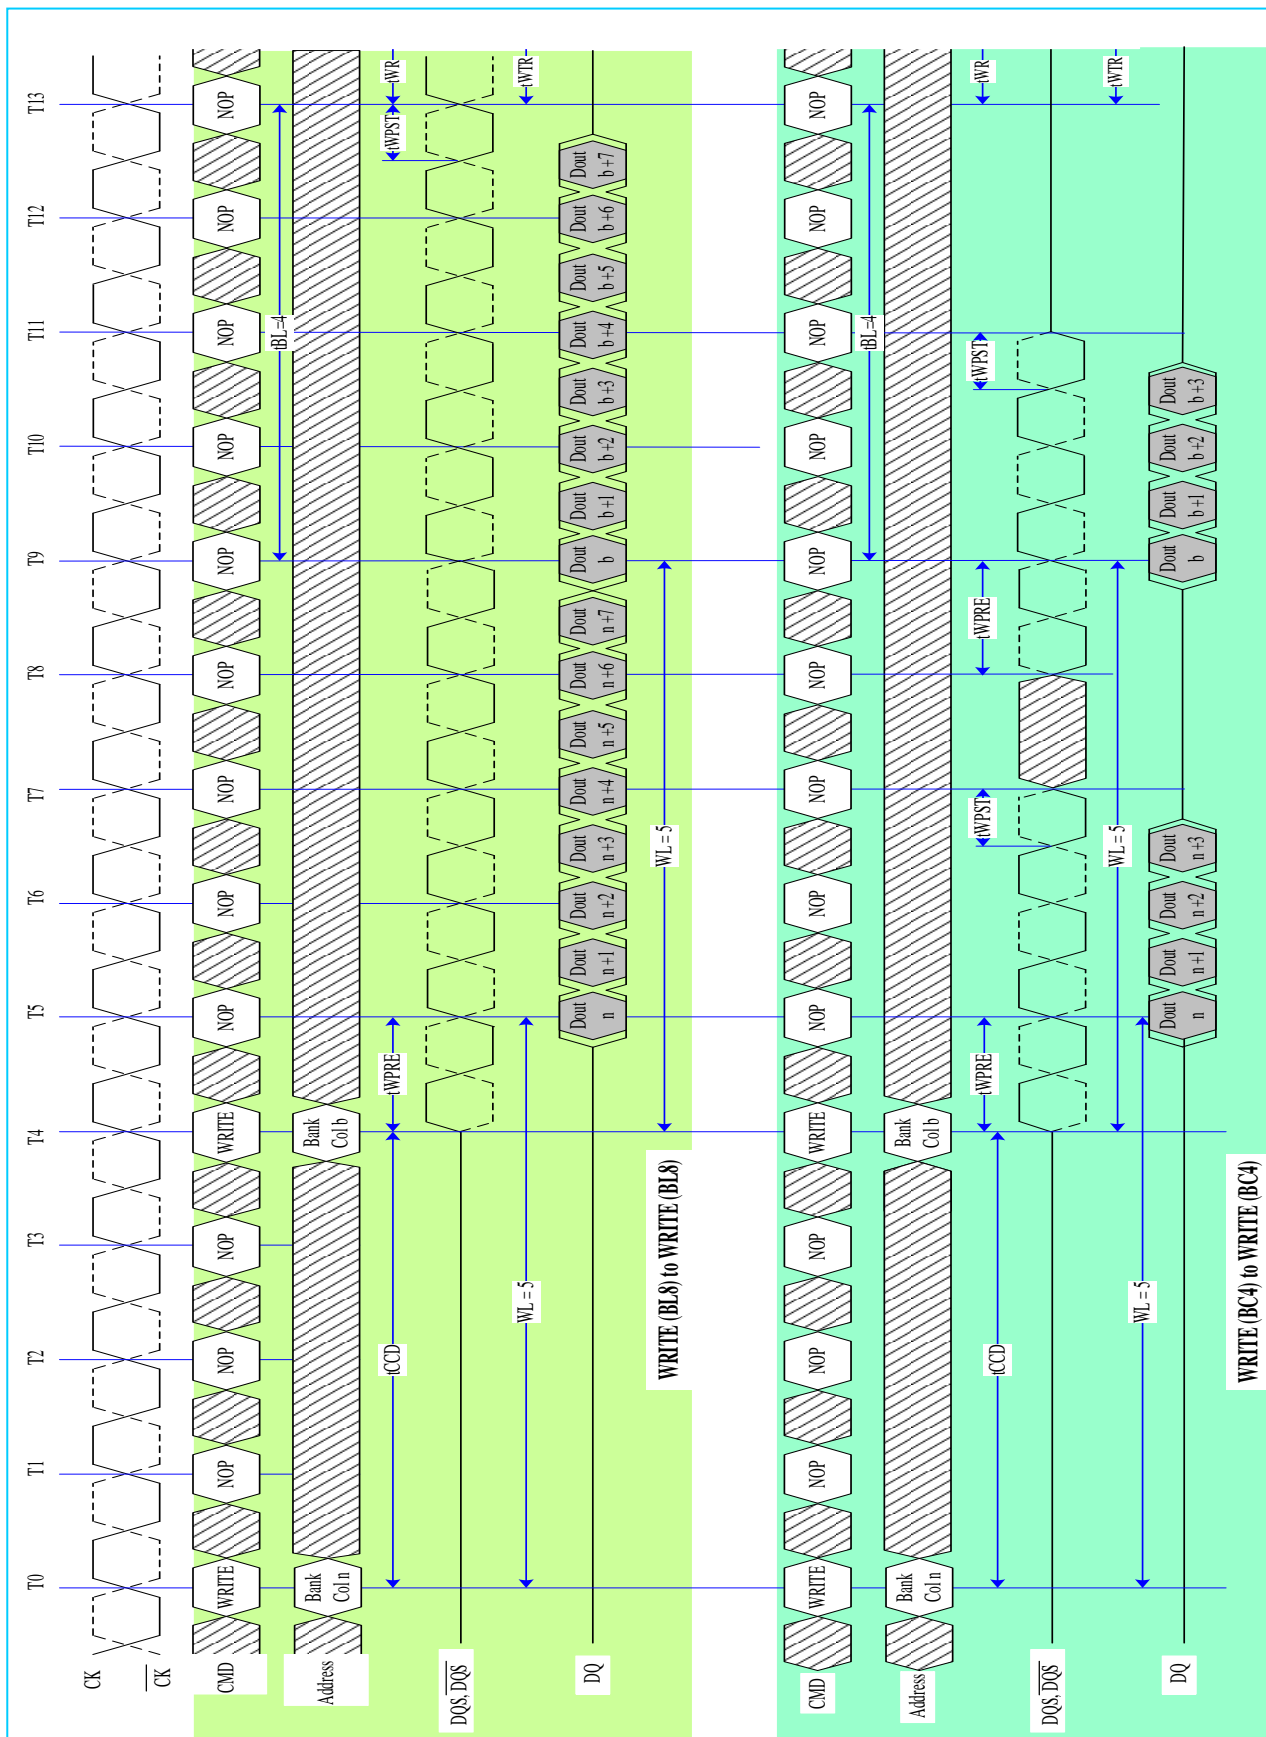 T0 T1 T2 T3 T4 T5 T6 T7 T8 T9 T10 T11 T12 T13
CK
CK
CMD WRITE NOP NOP NOP WRITE NOP NOP NOP NOP NOP NOP NOP NOP NOP
tBL=4
Address Bank Col n Bank Col b
tCCD tWPRE tWPST tWR
DQS, DQS
WL = 5 tWTR
DQ Dout n Dout n+1 Dout n+2 Dout n+3 Dout n+4 Dout n+5 Dout n+6 Dout n+7 Dout b Dout b+1 Dout b+2 Dout b+3 Dout b+4 Dout b+5 Dout b+6 Dout b+7
WL = 5
WRITE (BL8) to WRITE (BL8)
CMD WRITE NOP NOP NOP WRITE NOP NOP NOP NOP NOP NOP NOP NOP NOP
tBL=4
Address Bank Col n Bank Col b
tCCD tWPRE tWPST tWPRE tWPST tWR
DQS, DQS
WL = 5 tWTR
WL = 5
DQ Dout n Dout n+1 Dout n+2 Dout n+3 Dout b Dout b+1 Dout b+2 Dout b+3
WRITE (BC4) to WRITE (BC4)